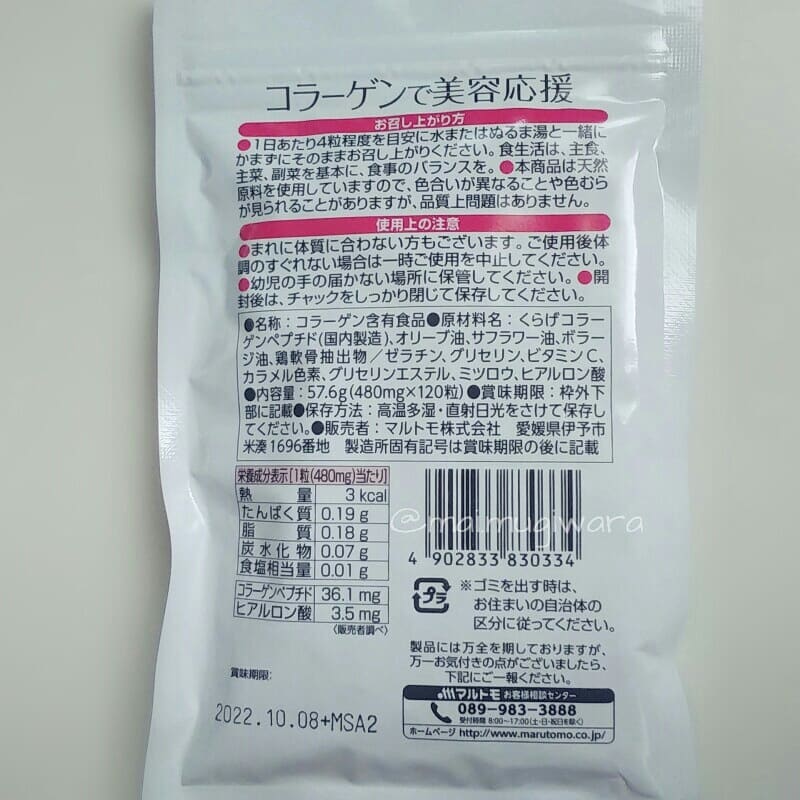 コラーゲンで美容応援
お召し上がり方
●1日あたり4粒程度を目安に水またはぬるま湯と一緒に
かまずにそのままお召し上がりください。食生活は、主食、
主菜、副菜を基本に、食事のバランスを。●本商品は天然
原料を使用していますので、色合いが異なることや色むら
が見られることがありますが、品質上問題はありません。
使用上の注意
●まれに体質に合わない方もございます。ご使用後体
調のすぐれない場合は一時ご使用を中止してください。
●幼児の手の届かない場所に保管してください。●開
封後は、チャックをしっかり閉じて保存してください。
●名称：コラーゲン含有食品●原材料名：くらげコラー
ゲンペプチド(国内製造)、オリーブ油、サフラワー油、ボラー
ジ油、鶏軟骨抽出物／ゼラチン、グリセリン、ビタミンC、
カラメル色素、グリセリンエステル、ミツロウ、ヒアルロン酸
●内容量：57.6g(480mg×120粒)●賞味期限：枠外下
部に記載●保存方法：高温多湿・直射日光をさけて保存し
てください。●販売者：マルトモ株式会社　愛媛県伊予市
米湊1696番地　製造所固有記号は賞味期限の後に記載
栄養成分表示[1粒(480mg)当たり]
熱量 3 kcal
たんぱく質 0.19 g
脂質 0.18 g
炭水化物 0.07 g
食塩相当量 0.01 g
コラーゲンペプチド 36.1 mg
ヒアルロン酸 3.5 mg
〈販売者調べ〉
@maimugiwara
4 902833 830334
プラ
※ゴミを出す時は、
お住まいの自治体の
区分に従ってください。
製品には万全を期しておりますが、
万一お気付きの点がございましたら、
下記にご一報ください。
マルトモ お客様相談センター
089-983-3888
受付時間 8:00〜17:00(土・日・祝日を除く)
ホームページ http://www.marutomo.co.jp/
賞味期限:
2022.10.08+MSA2